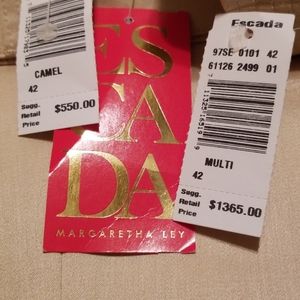 CAMEL
42
Sugg.
Retail
Price
$550.00
ES
CA
DA
MARGARETHA LEY
Escada
97SE 0101 42
61126 2499 01
MULTI
42
Sugg.
Retail
Price
$1365.00